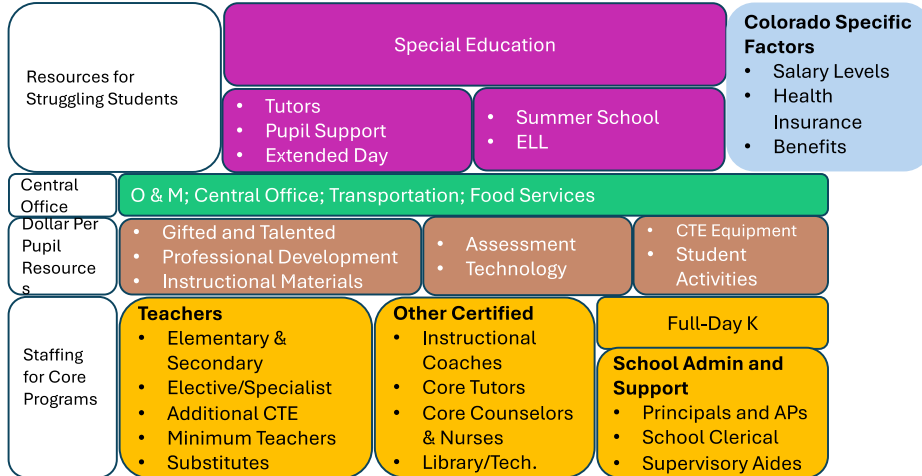 Resources for
Struggling Students
Special Education
• Tutors
• Pupil Support
• Extended Day
• Summer School
• ELL
Colorado Specific
Factors
• Salary Levels
• Health
Insurance
• Benefits
Central
Office
O & M; Central Office; Transportation; Food Services
Dollar Per
Pupil
Resource
s
• Gifted and Talented
• Professional Development
• Instructional Materials
• Assessment
• Technology
• CTE Equipment
• Student
Activities
Staffing
for Core
Programs
Teachers
• Elementary &
Secondary
• Elective/Specialist
• Additional CTE
• Minimum Teachers
• Substitutes
Other Certified
• Instructional
Coaches
• Core Tutors
• Core Counselors
& Nurses
• Library/Tech.
Full-Day K
School Admin and
Support
• Principals and APs
• School Clerical
• Supervisory Aides